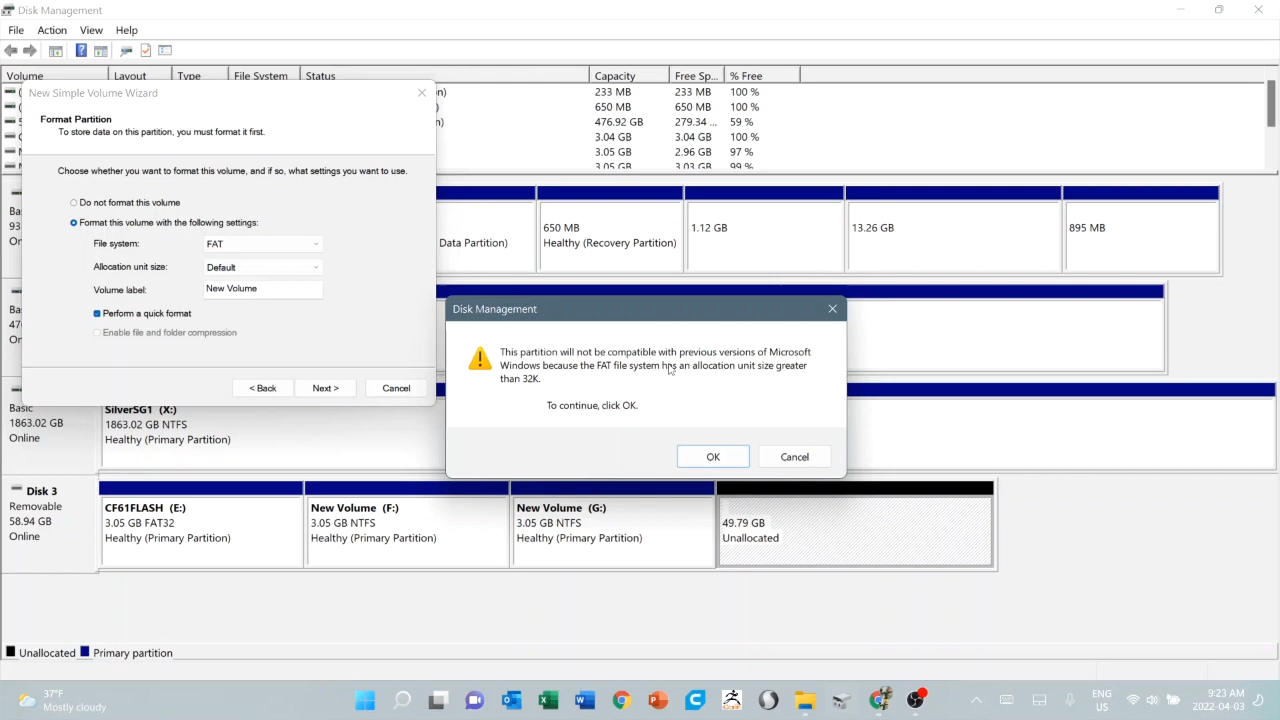 Disk Management
File Action View Help
Volume Layout Type File System Status Capacity Free Sp... % Free
233 MB 233 MB 100 %
650 MB 650 MB 100 %
476.92 GB 279.34 ... 59 %
3.04 GB 3.04 GB 100 %
3.05 GB 2.96 GB 97 %
3.05 GB 3.03 GB 99 %
New Simple Volume Wizard
Format Partition
To store data on this partition, you must format it first.
Choose whether you want to format this volume, and if so, what settings you want to use.
Do not format this volume
Format this volume with the following settings:
File system: FAT
Allocation unit size: Default
Volume label: New Volume
Perform a quick format
Enable file and folder compression
< Back Next > Cancel
Data Partition)
650 MB
Healthy (Recovery Partition)
1.12 GB
13.26 GB
895 MB
Disk Management
This partition will not be compatible with previous versions of Microsoft
Windows because the FAT file system has an allocation unit size greater
than 32K.
To continue, click OK.
OK Cancel
Basic
1863.02 GB
Online
SilverSG1 (X:)
1863.02 GB NTFS
Healthy (Primary Partition)
Disk 3
Removable
58.94 GB
Online
CF61FLASH (E:)
3.05 GB FAT32
Healthy (Primary Partition)
New Volume (F:)
3.05 GB NTFS
Healthy (Primary Partition)
New Volume (G:)
3.05 GB NTFS
Healthy (Primary Partition)
49.79 GB
Unallocated
Unallocated Primary partition
37°F
Mostly cloudy
ENG
US
9:23 AM
2022-04-03